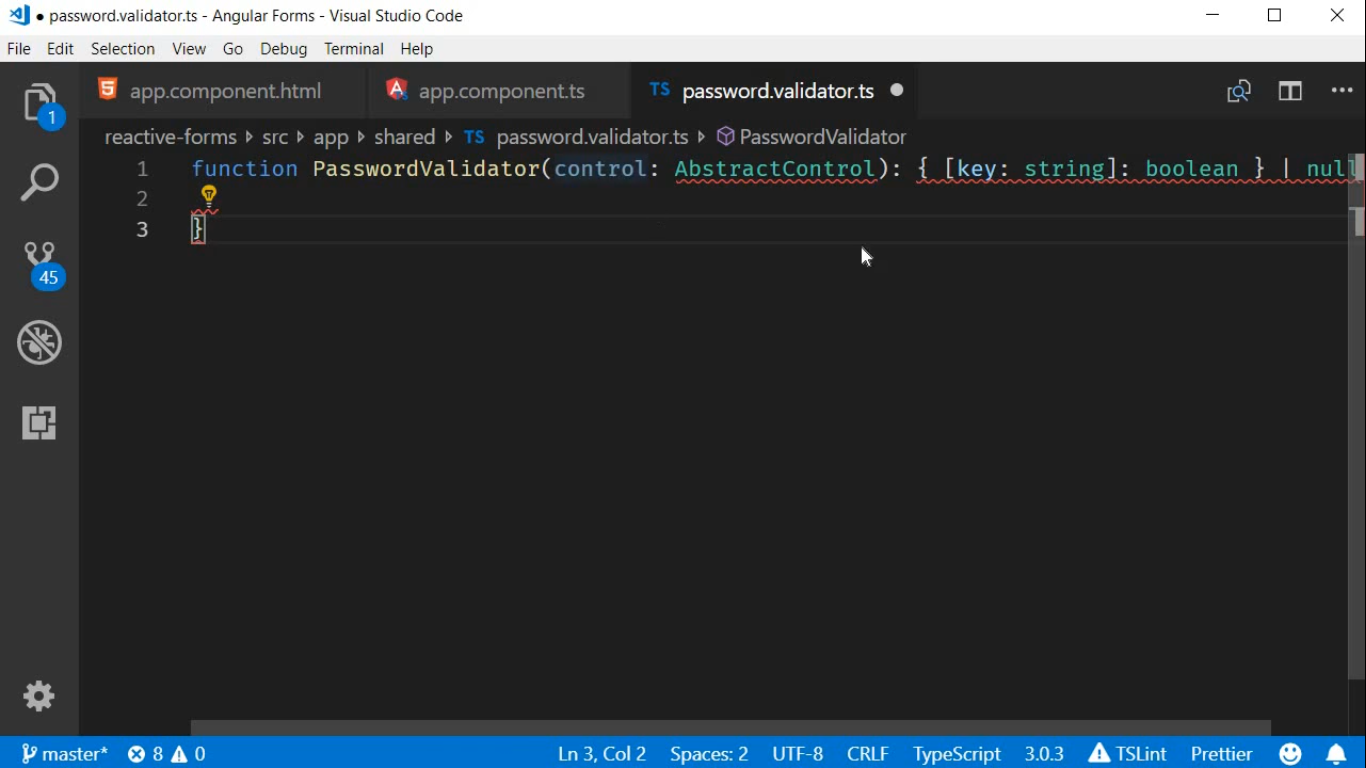 password.validator.ts - Angular Forms - Visual Studio Code
File Edit Selection View Go Debug Terminal Help
app.component.html app.component.ts TS password.validator.ts
reactive-forms src app shared TS password.validator.ts PasswordValidator
1 function PasswordValidator(control: AbstractControl): { [key: string]: boolean } | null
2
3 }
1
45
master* 8 0 Ln 3, Col 2 Spaces: 2 UTF-8 CRLF TypeScript 3.0.3 TSLint Prettier